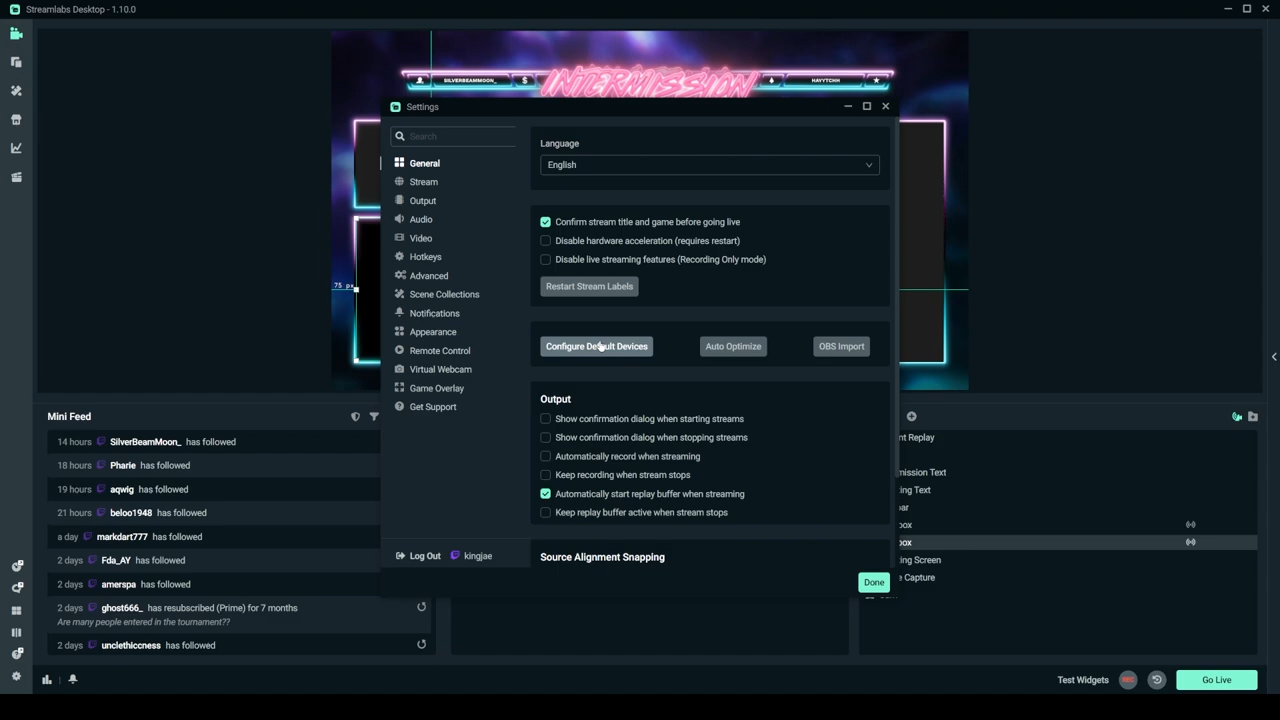 Streamlabs Desktop - 1.10.0
SILVERBEAMMOON_
$
INTERMISSION
HAYYTCHH
Settings
Search
General
Stream
Output
Audio
Video
Hotkeys
Advanced
Scene Collections
Notifications
Appearance
Remote Control
Virtual Webcam
Game Overlay
Get Support
Log Out kingjae
Language
English
Confirm stream title and game before going live
Disable hardware acceleration (requires restart)
Disable live streaming features (Recording Only mode)
Restart Stream Labels
Configure Default Devices Auto Optimize OBS Import
Output
Show confirmation dialog when starting streams
Show confirmation dialog when stopping streams
Automatically record when streaming
Keep recording when stream stops
Automatically start replay buffer when streaming
Keep replay buffer active when stream stops
Source Alignment Snapping
Done
75 px
Mini Feed
14 hours SilverBeamMoon_ has followed
18 hours Pharie has followed
19 hours aqwig has followed
21 hours beloo1948 has followed
a day markdart777 has followed
2 days Fda_AY has followed
2 days amerspa has followed
2 days ghost666_ has resubscribed (Prime) for 7 months
Are many people entered in the tournament??
2 days unclethiccness has followed
nt Replay
mission Text
ing Text
ar
box
box
ing Screen
e Capture
Test Widgets REC Go Live